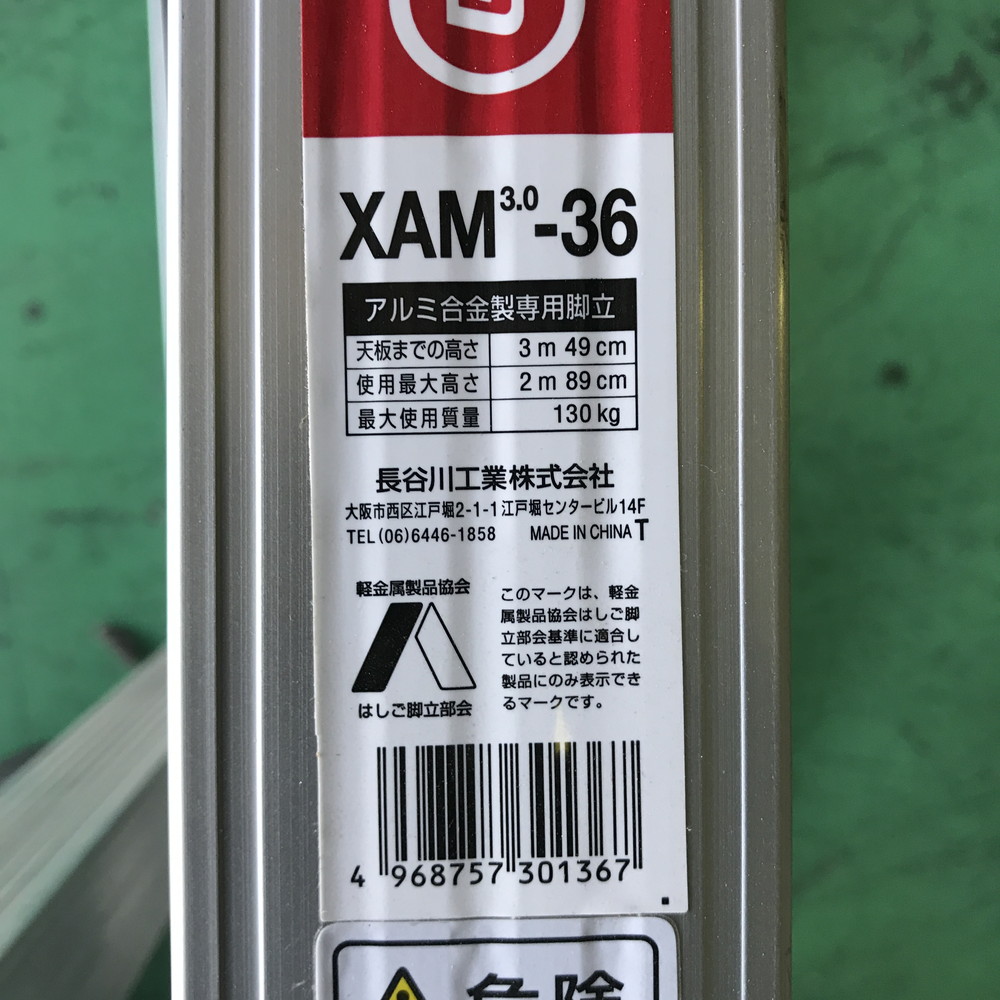 XAM3.0-36
アルミ合金製専用脚立
天板までの高さ 3m 49cm
使用最大高さ 2m 89cm
最大使用質量 130kg
長谷川工業株式会社
大阪市西区江戸堀2-1-1江戸堀センタービル14F
TEL(06)6446-1858 MADE IN CHINA T
軽金属製品協会
はしご脚立部会
このマークは、軽金
属製品協会はしご脚
立部会基準に適合し
ていると認められた
製品にのみ表示でき
るマークです。
4 968757 301367
危険